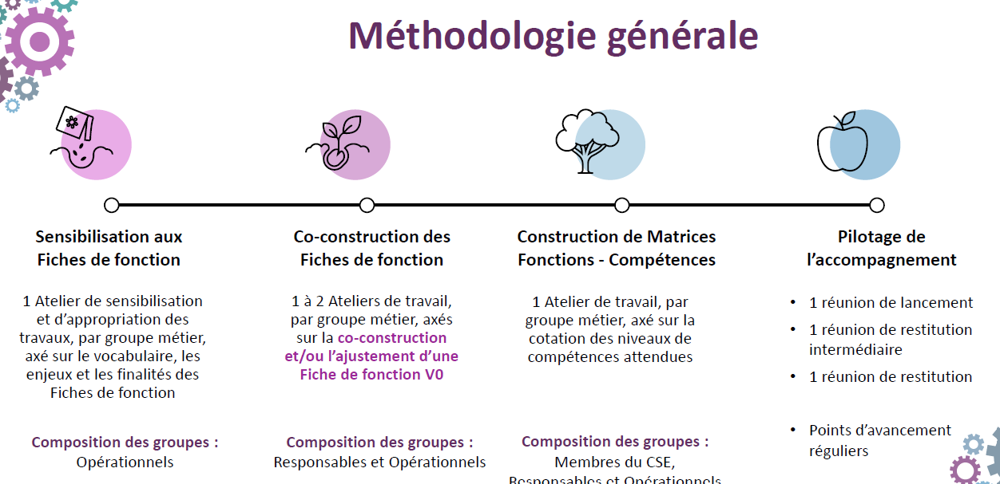 Méthodologie générale
Sensibilisation aux
Fiches de fonction
1 Atelier de sensibilisation
et d’appropriation des
travaux, par groupe métier,
axé sur le vocabulaire, les
enjeux et les finalités des
Fiches de fonction
Composition des groupes :
Opérationnels
Co-construction des
Fiches de fonction
1 à 2 Ateliers de travail,
par groupe métier, axés
sur la co-construction
et/ou l’ajustement d’une
Fiche de fonction V0
Composition des groupes :
Responsables et Opérationnels
Construction de Matrices
Fonctions - Compétences
1 Atelier de travail, par
groupe métier, axé sur la
cotation des niveaux de
compétences attendues
Composition des groupes :
Membres du CSE,
Responsables et Opérationnels
Pilotage de
l’accompagnement
• 1 réunion de lancement
• 1 réunion de restitution
intermédiaire
• 1 réunion de restitution
• Points d’avancement
réguliers